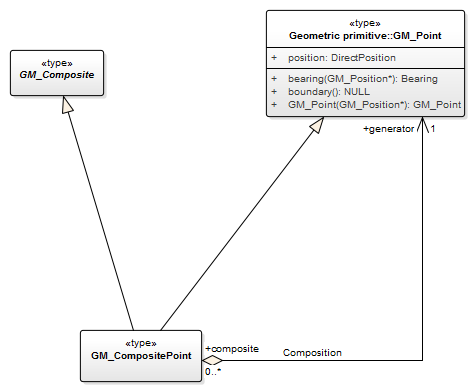 «type»
Geometric primitive::GM_Point
+ position: DirectPosition
+ bearing(GM_Position*): Bearing
+ boundary(): NULL
+ GM_Point(GM_Position*): GM_Point
«type»
GM_Composite
+generator 1
«type»
GM_CompositePoint
+composite
Composition
0..*